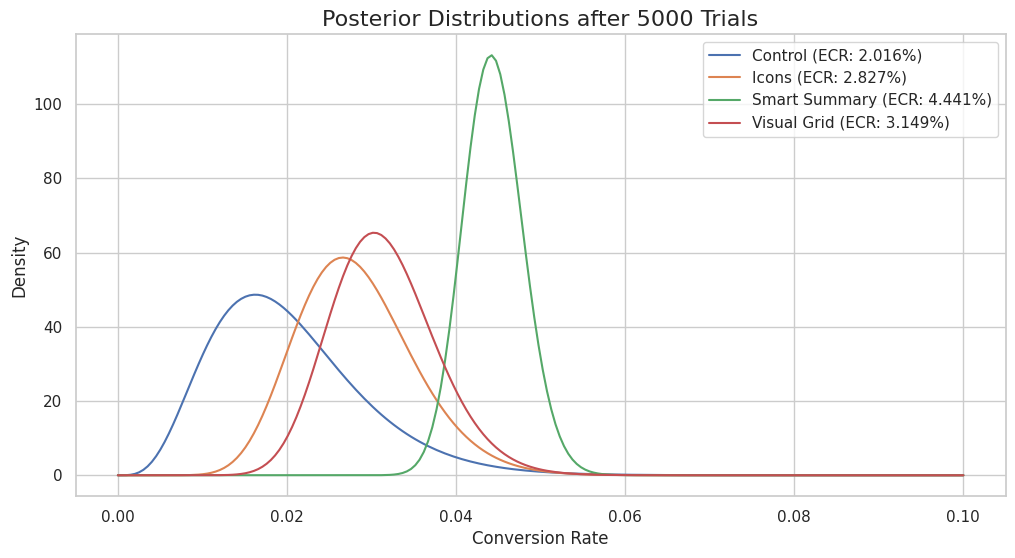 Posterior Distributions after 5000 Trials
Control (ECR: 2.016%)
Icons (ECR: 2.827%)
Smart Summary (ECR: 4.441%)
Visual Grid (ECR: 3.149%)
Density
100
80
60
40
20
0
0.00 0.02 0.04 0.06 0.08 0.10
Conversion Rate